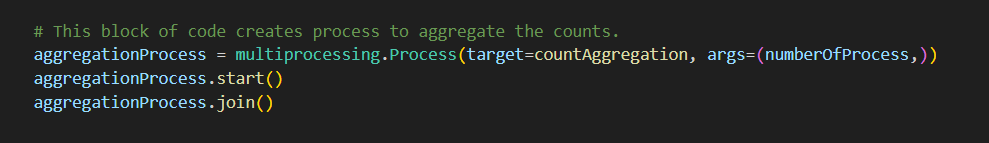 # This block of code creates process to aggregate the counts.
aggregationProcess = multiprocessing.Process(target=countAggregation, args=(numberOfProcess,))
aggregationProcess.start()
aggregationProcess.join()